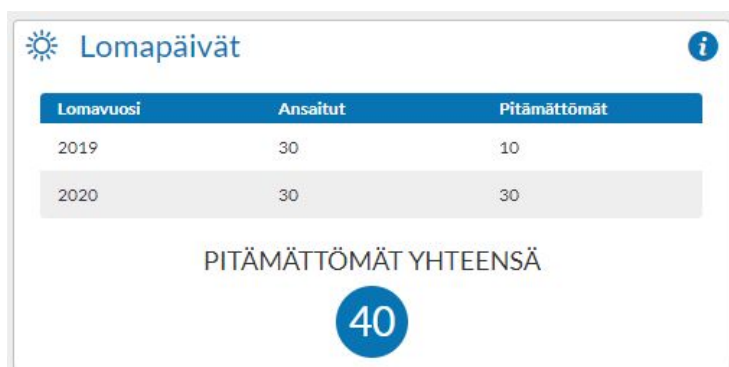 Lomapäivät
i
Lomavuosi Ansaitut Pitämättömät
2019 30 10
2020 30 30
PITÄMÄTTÖMÄT YHTEENSÄ
40